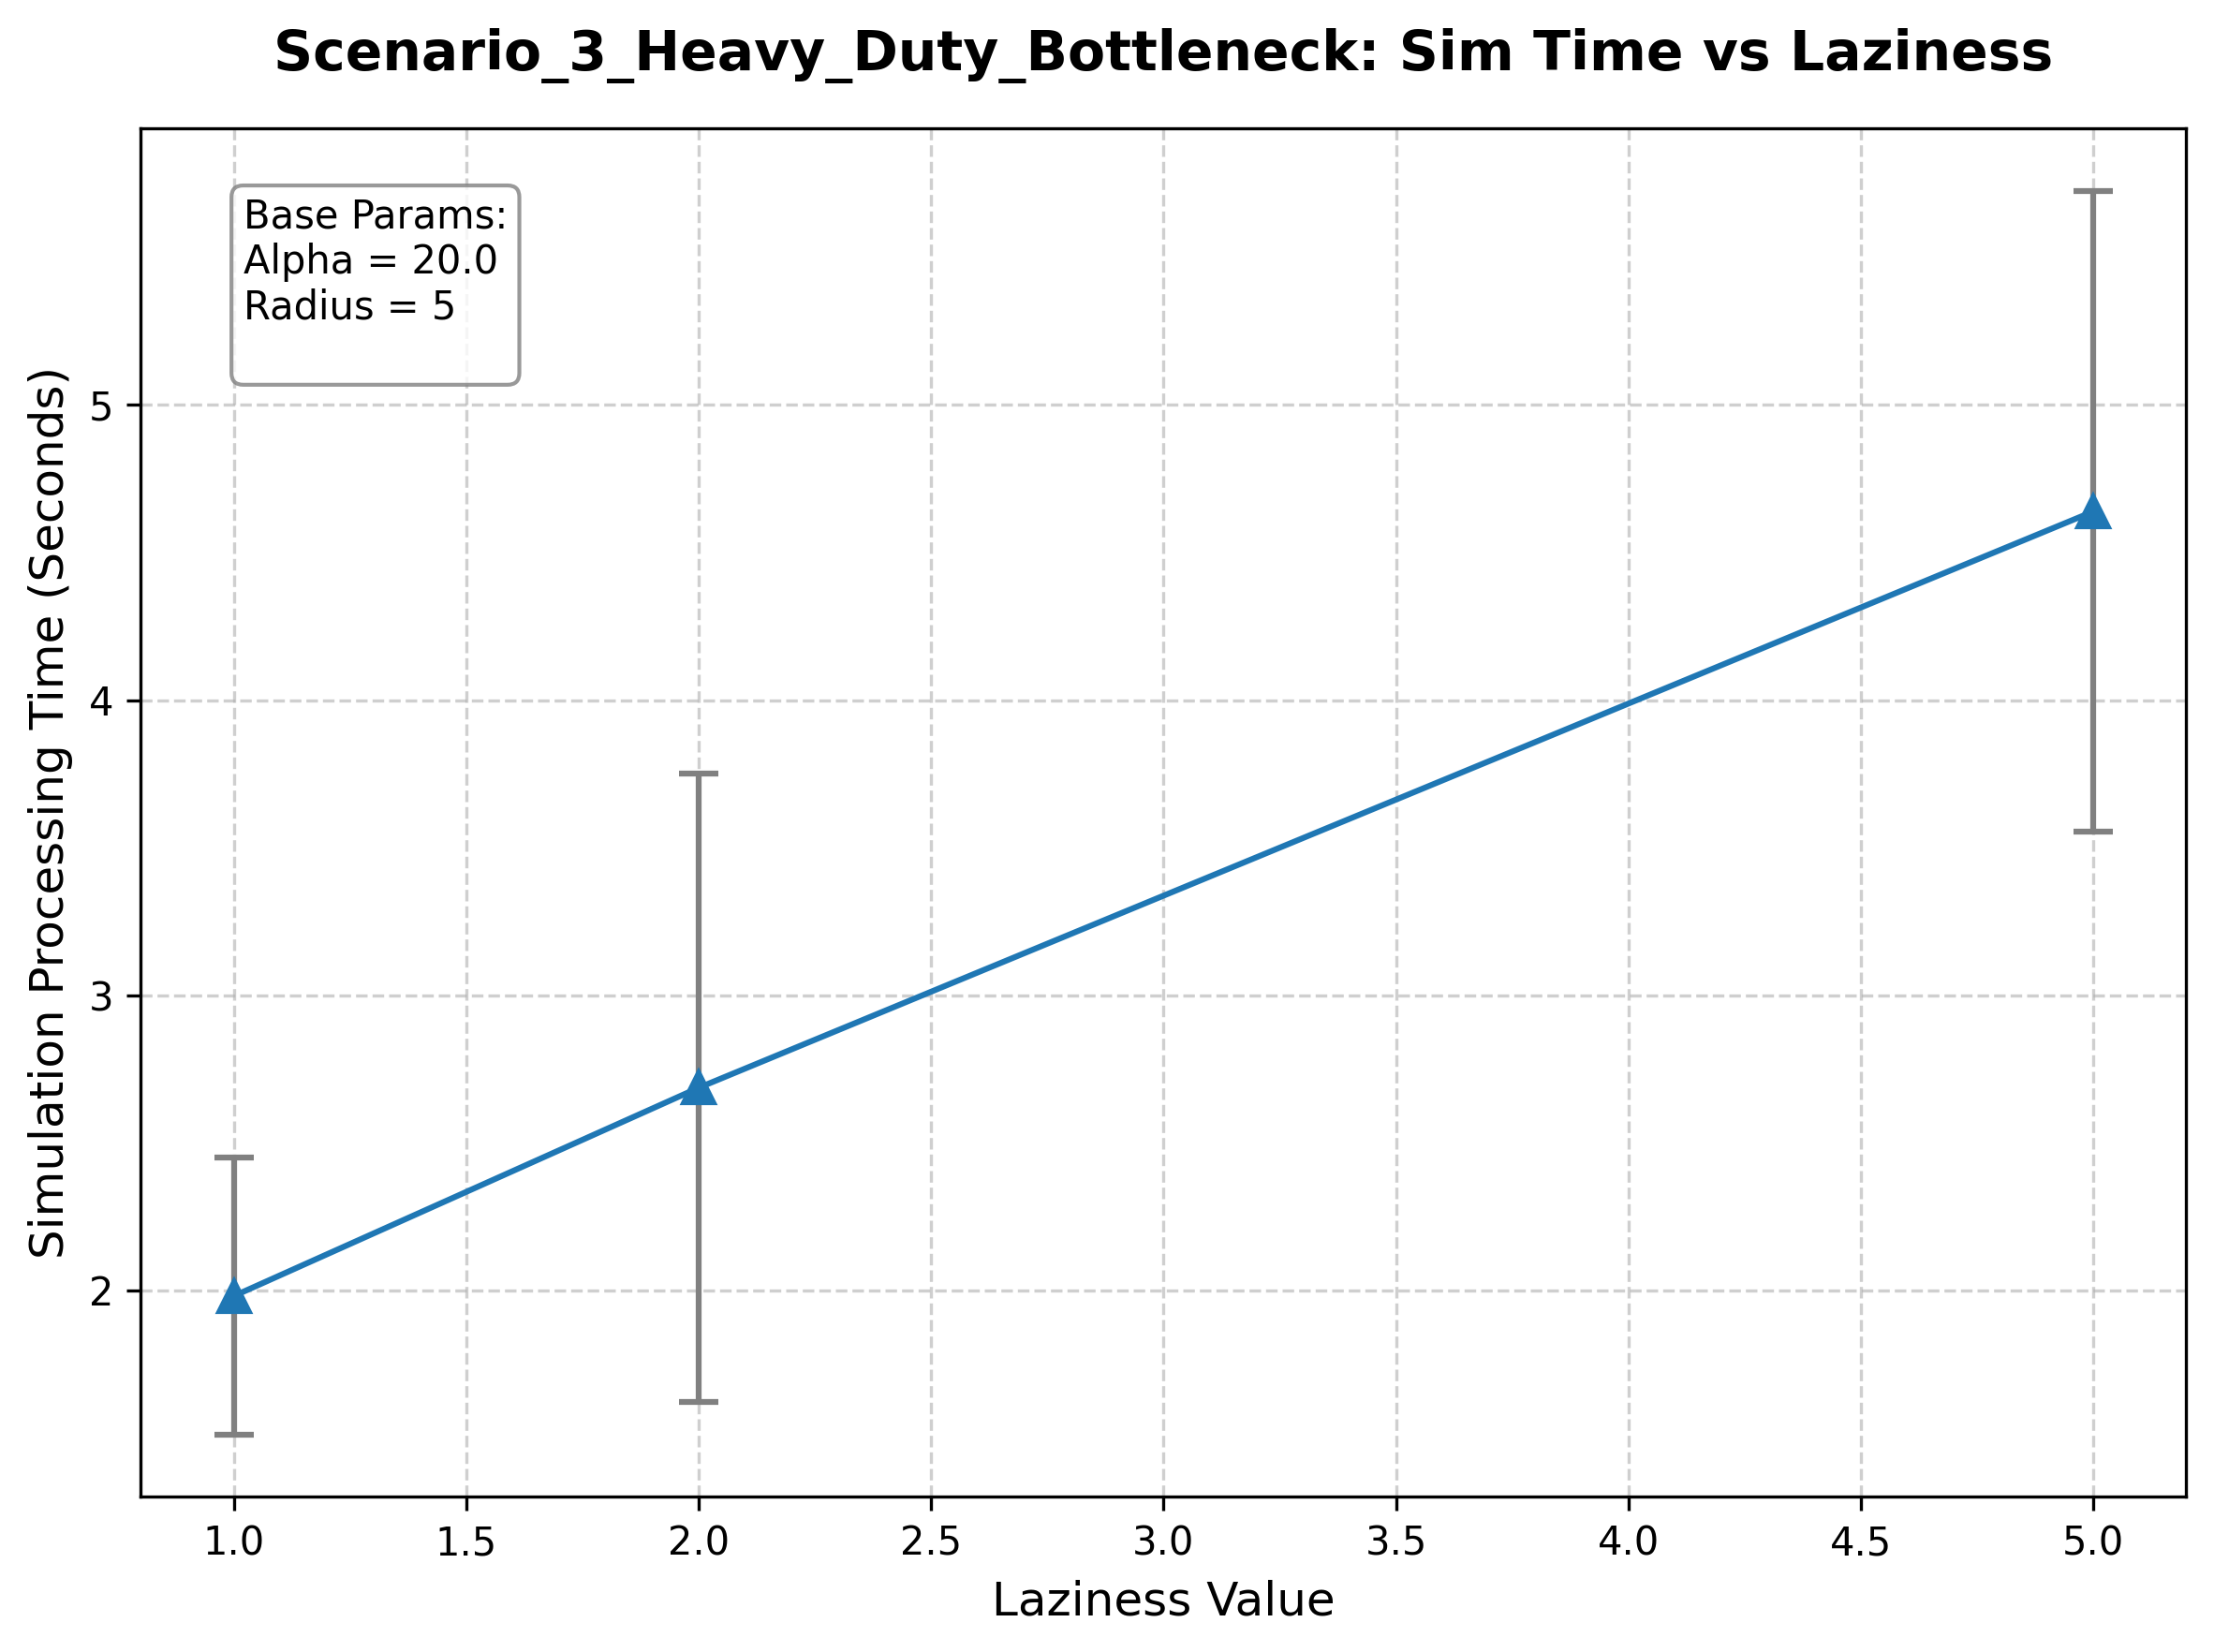 Scenario_3_Heavy_Duty_Bottleneck: Sim Time vs Laziness
Base Params:
Alpha = 20.0
Radius = 5
Simulation Processing Time (Seconds)
5
4
3
2
1.0 1.5 2.0 2.5 3.0 3.5 4.0 4.5 5.0
Laziness Value